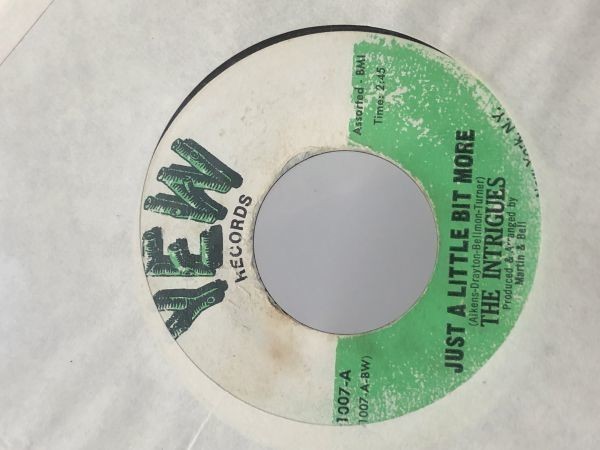 YEW
RECORDS
Assorted - BMI
Time: 2:45
1007-A
(1007-A-BW)
JUST A LITTLE BIT MORE
(Aikens-Drayton-Bellmon-Turner)
THE INTRIGUES
Produced & Arranged by
Martin & Bell
N.Y.